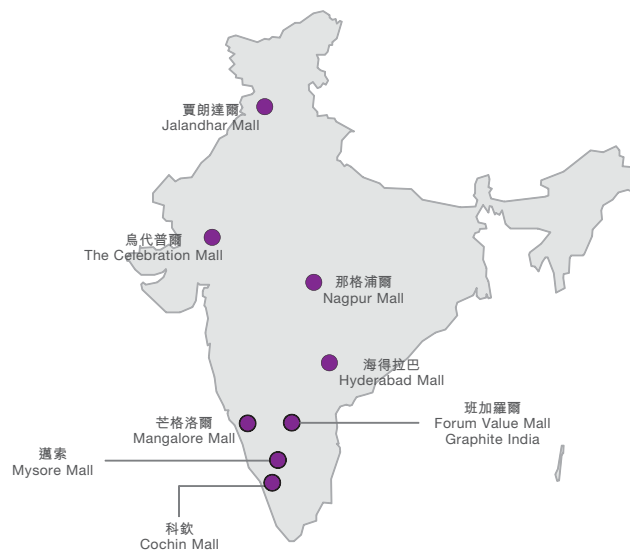 賈朗達爾
Jalandhar Mall
烏代普爾
The Celebration Mall
那格浦爾
Nagpur Mall
海得拉巴
Hyderabad Mall
芒格洛爾
Mangalore Mall
班加羅爾
Forum Value Mall
Graphite India
邁索
Mysore Mall
科欽
Cochin Mall